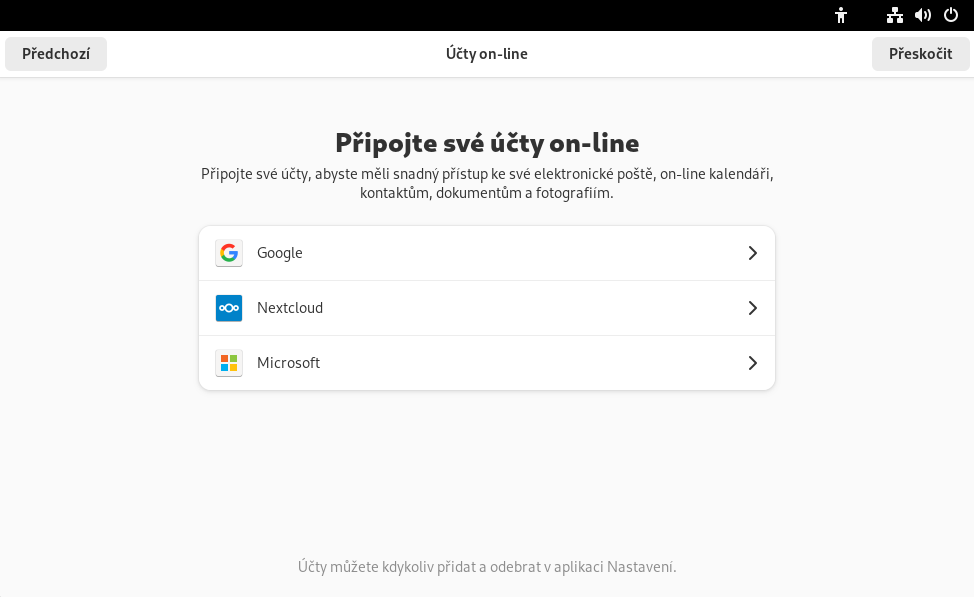 Předchozí
Účty on-line
Přeskočit
Připojte své účty on-line
Připojte své účty, abyste měli snadný přístup ke své elektronické poště, on-line kalendáři,
kontaktům, dokumentům a fotografiím.
Google
Nextcloud
Microsoft
Účty můžete kdykoliv přidat a odebrat v aplikaci Nastavení.